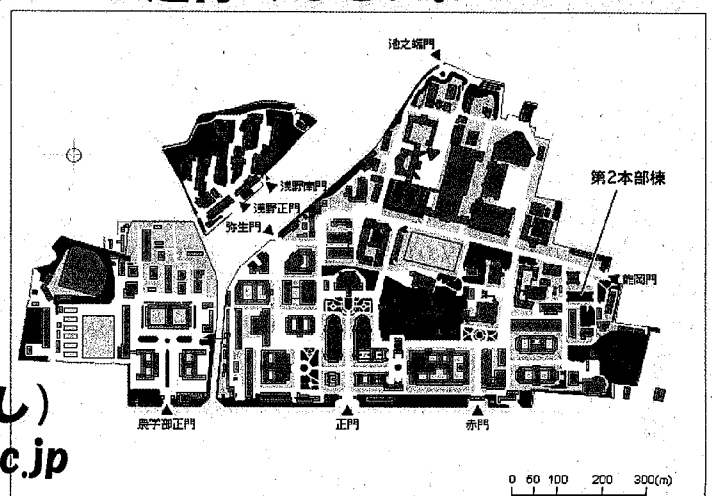 池之端門
第2本部棟
浅野南門
浅野正門
弥生門
龍岡門
し)
c.jp
農学部正門
正門
赤門
0 50 100 200 300(m)